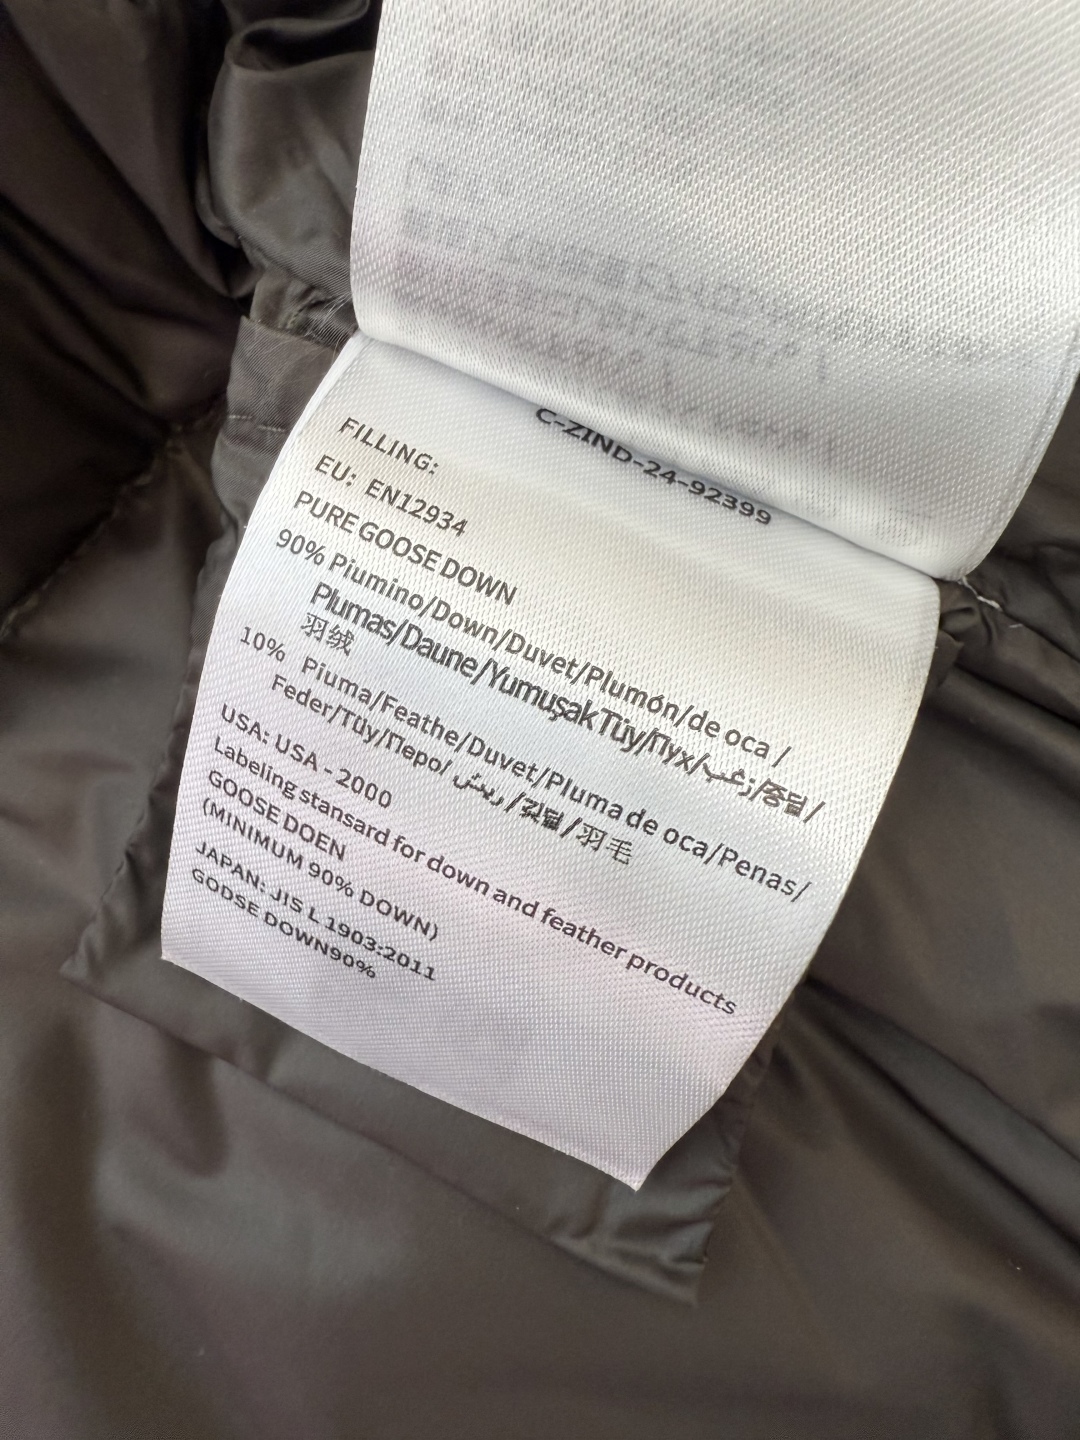 C-ZIND-24-92399
FILLING:
EU: EN12934
PURE GOOSE DOWN
90% Piumino/Down/Duvet/Plumón/de oca /
Plumas/Daune/Yumuşak Tüy/Пух/زغب/중털/
羽绒
10% Piuma/Feathe/Duvet/Pluma de oca/Penas/
Feder/Tüy/Перо/ ريش /깃털/羽毛
USA: USA - 2000
Labeling stansard for down and feather products
GOOSE DOEN
(MINIMUM 90% DOWN)
JAPAN: JIS L 1903:2011
GODSE DOWN90%